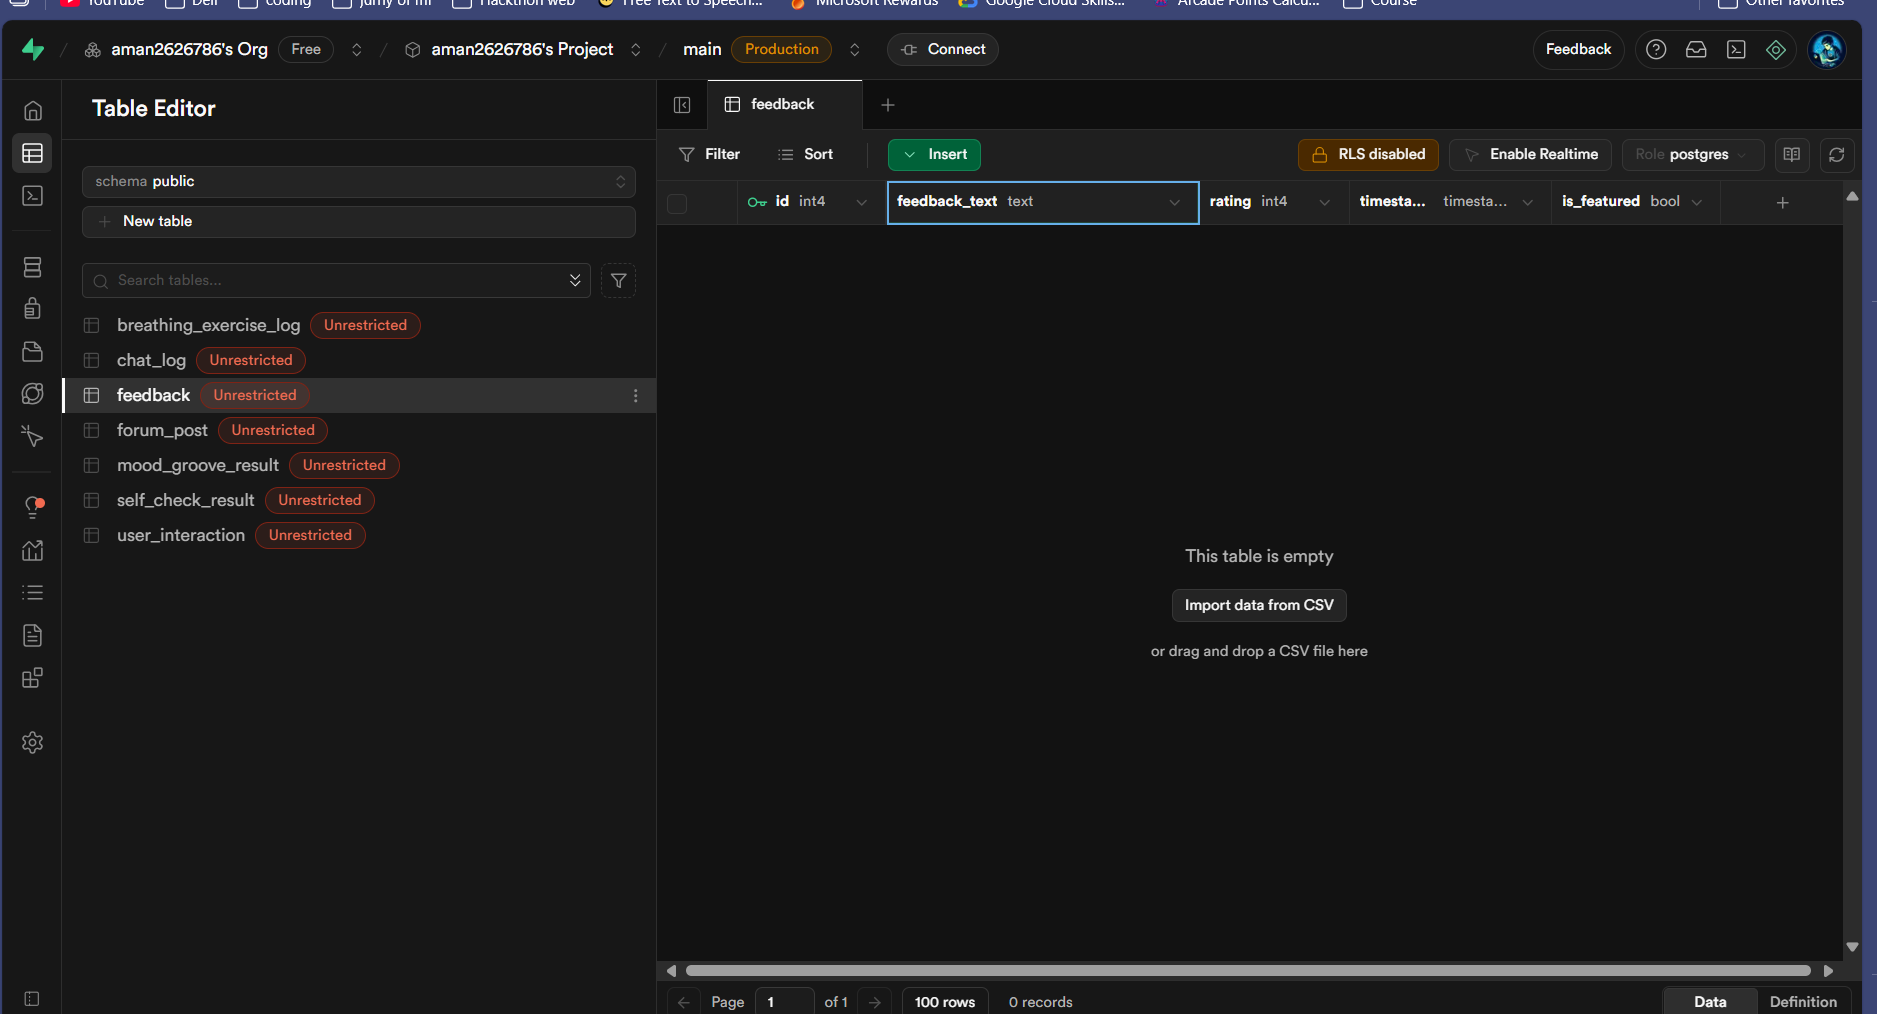 YouTube Dell coding jurny of ml Hackthon web Free Text to Speech... Microsoft Rewards Google Cloud Skills... Arcade Points Calcu... Course Other favorites
aman2626786's Org Free / aman2626786's Project / main Production Connect Feedback
Table Editor
feedback
Filter Sort Insert RLS disabled Enable Realtime Role postgres
schema public
New table
id int4 feedback_text text rating int4 timesta... timesta... is_featured bool
Search tables...
breathing_exercise_log Unrestricted
chat_log Unrestricted
feedback Unrestricted
forum_post Unrestricted
mood_groove_result Unrestricted
self_check_result Unrestricted
user_interaction Unrestricted
This table is empty
Import data from CSV
or drag and drop a CSV file here
Page 1 of 1 100 rows 0 records Data Definition